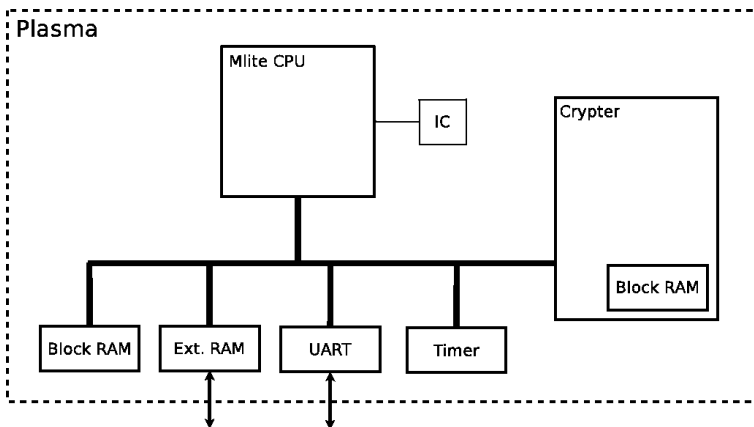 Plasma
Mlite CPU
IC
Crypter
Block RAM
Block RAM
Ext. RAM
UART
Timer